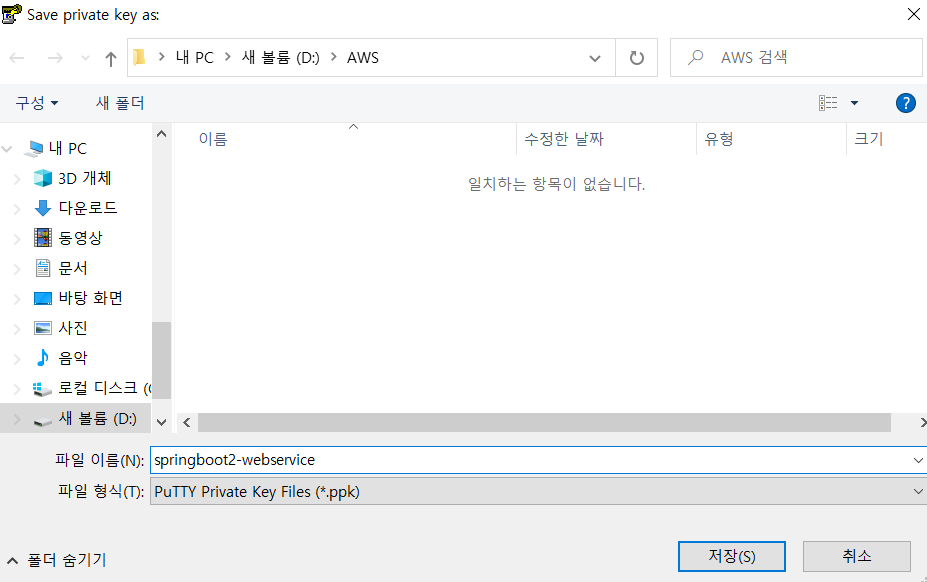 Save private key as:
내 PC > 새 볼륨 (D:) > AWS
AWS 검색
구성
새 폴더
?
이름
수정한 날짜
유형
크기
일치하는 항목이 없습니다.
내 PC
3D 개체
다운로드
동영상
문서
바탕 화면
사진
음악
로컬 디스크 (
새 볼륨 (D:)
파일 이름(N):
springboot2-webservice
파일 형식(T):
PuTTY Private Key Files (*.ppk)
폴더 숨기기
저장(S)
취소